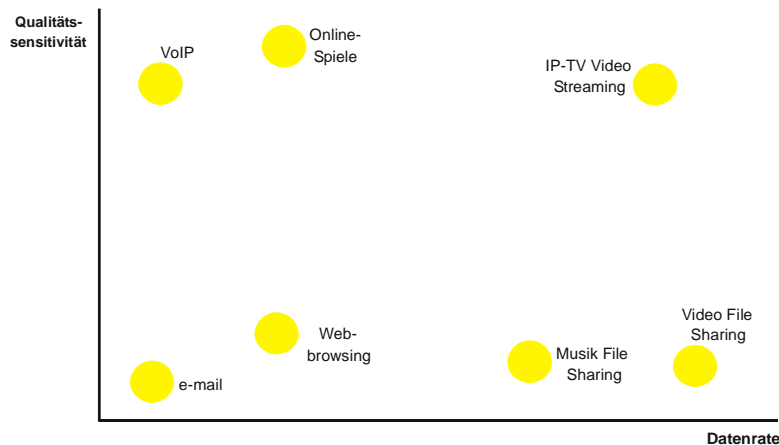 Qualitäts-
sensitivität
VoIP
Online-
Spiele
IP-TV Video
Streaming
Web-
browsing
e-mail
Musik File
Sharing
Video File
Sharing
Datenrate